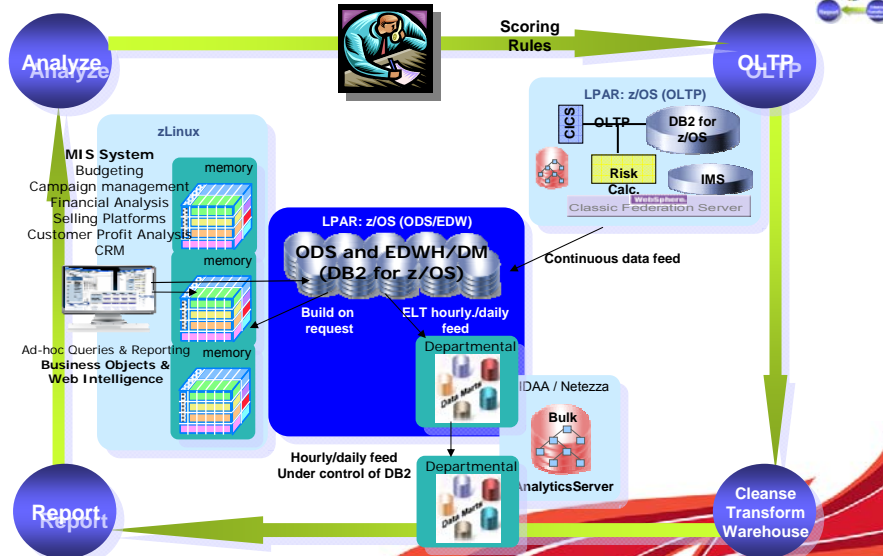 Report
Cleanse
Transform
Warehouse
Analyze
Scoring
Rules
OLTP
LPAR: z/OS (OLTP)
CICS
OLTP
DB2 for
z/OS
Risk
Calc.
IMS
WebSphere.
Classic Federation Server
zLinux
MIS System
Budgeting
Campaign management
Financial Analysis
Selling Platforms
Customer Profit Analysis
CRM
memory
memory
memory
Ad-hoc Queries & Reporting
Business Objects &
Web Intelligence
LPAR: z/OS (ODS/EDW)
ODS and EDWH/DM
(DB2 for z/OS)
Continuous data feed
Build on
request
ELT hourly./daily
feed
Departmental
Data Marts
IDAA / Netezza
Bulk
AnalyticsServer
Hourly/daily feed
Under control of DB2
Departmental
Data Marts
Report
Cleanse
Transform
Warehouse